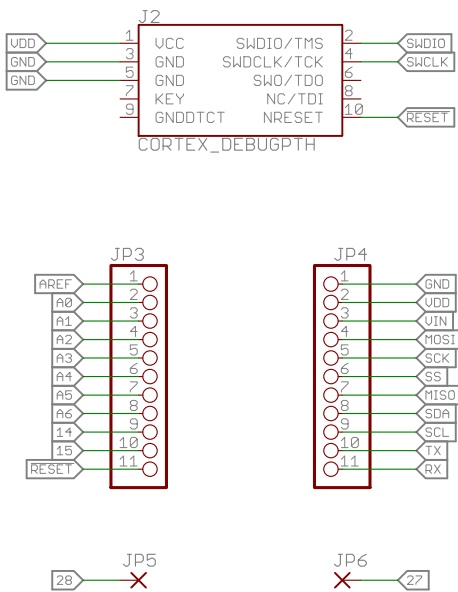 J2
VDD 1 VCC SWDIO/TMS 2 SWDIO
GND 3 GND SWDCLK/TCK 4 SWCLK
GND 5 GND SWO/TDO 6
7 KEY NC/TDI 8
9 GNDDTCT NRESET 10 RESET
CORTEX_DEBUGPTH
JP3 JP4
AREF 1 1 GND
A0 2 2 VDD
A1 3 3 VIN
A2 4 4 MOSI
A3 5 5 SCK
A4 6 6 SS
A5 7 7 MISO
A6 8 8 SDA
14 9 9 SCL
15 10 10 TX
RESET 11 11 RX
JP5 JP6
28 27